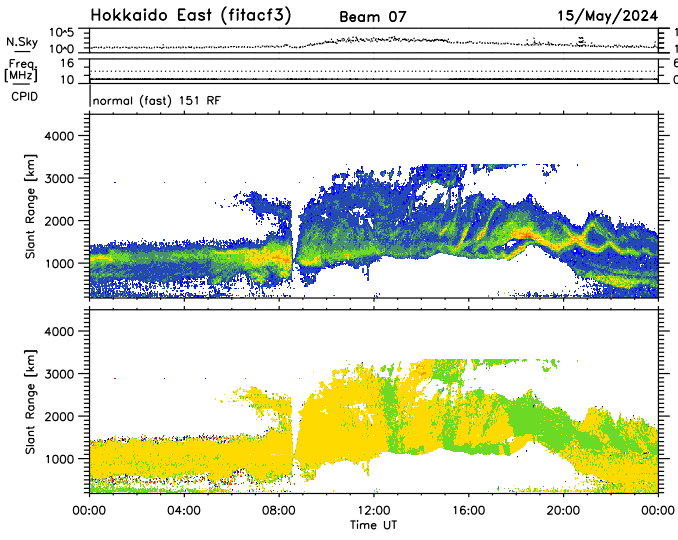 Hokkaido East (fitacf3) Beam 07 15/May/2024
N.Sky 10^5 10^0 1 1
Freq. [MHz] 16 10 6 0
CPID normal (fast) 151 RF
Slant Range [km] 4000 3000 2000 1000
Slant Range [km] 4000 3000 2000 1000
00:00 04:00 08:00 12:00 16:00 20:00 00:00
Time UT